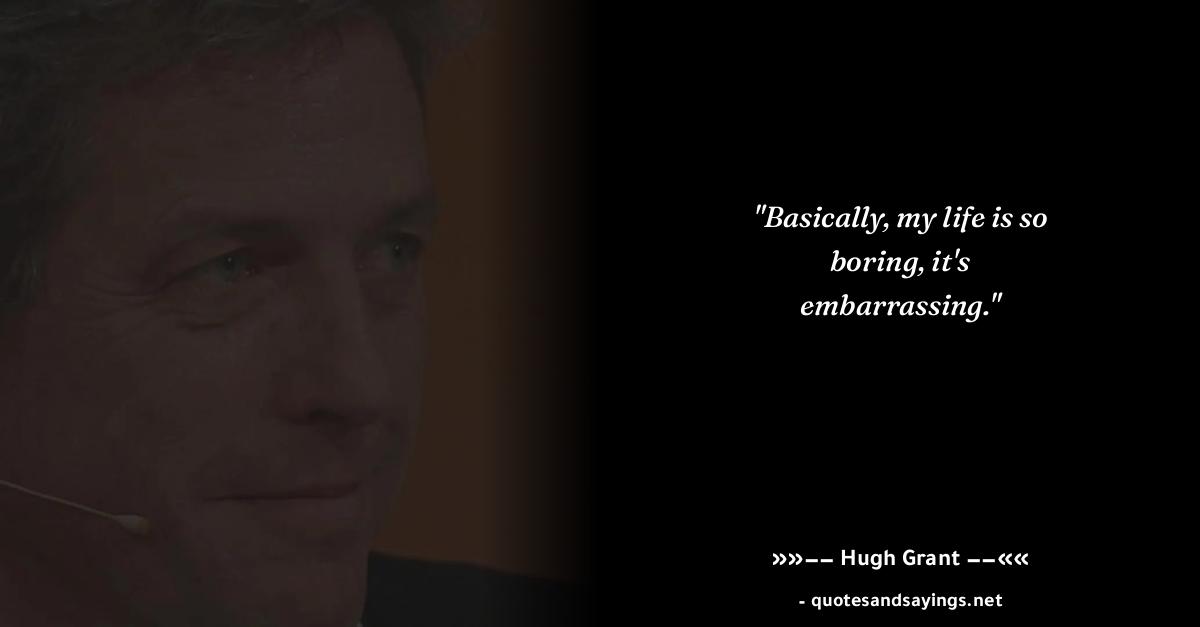 "Basically, my life is so
boring, it's
embarrassing."
»»−− Hugh Grant −−««
- quotesandsayings.net